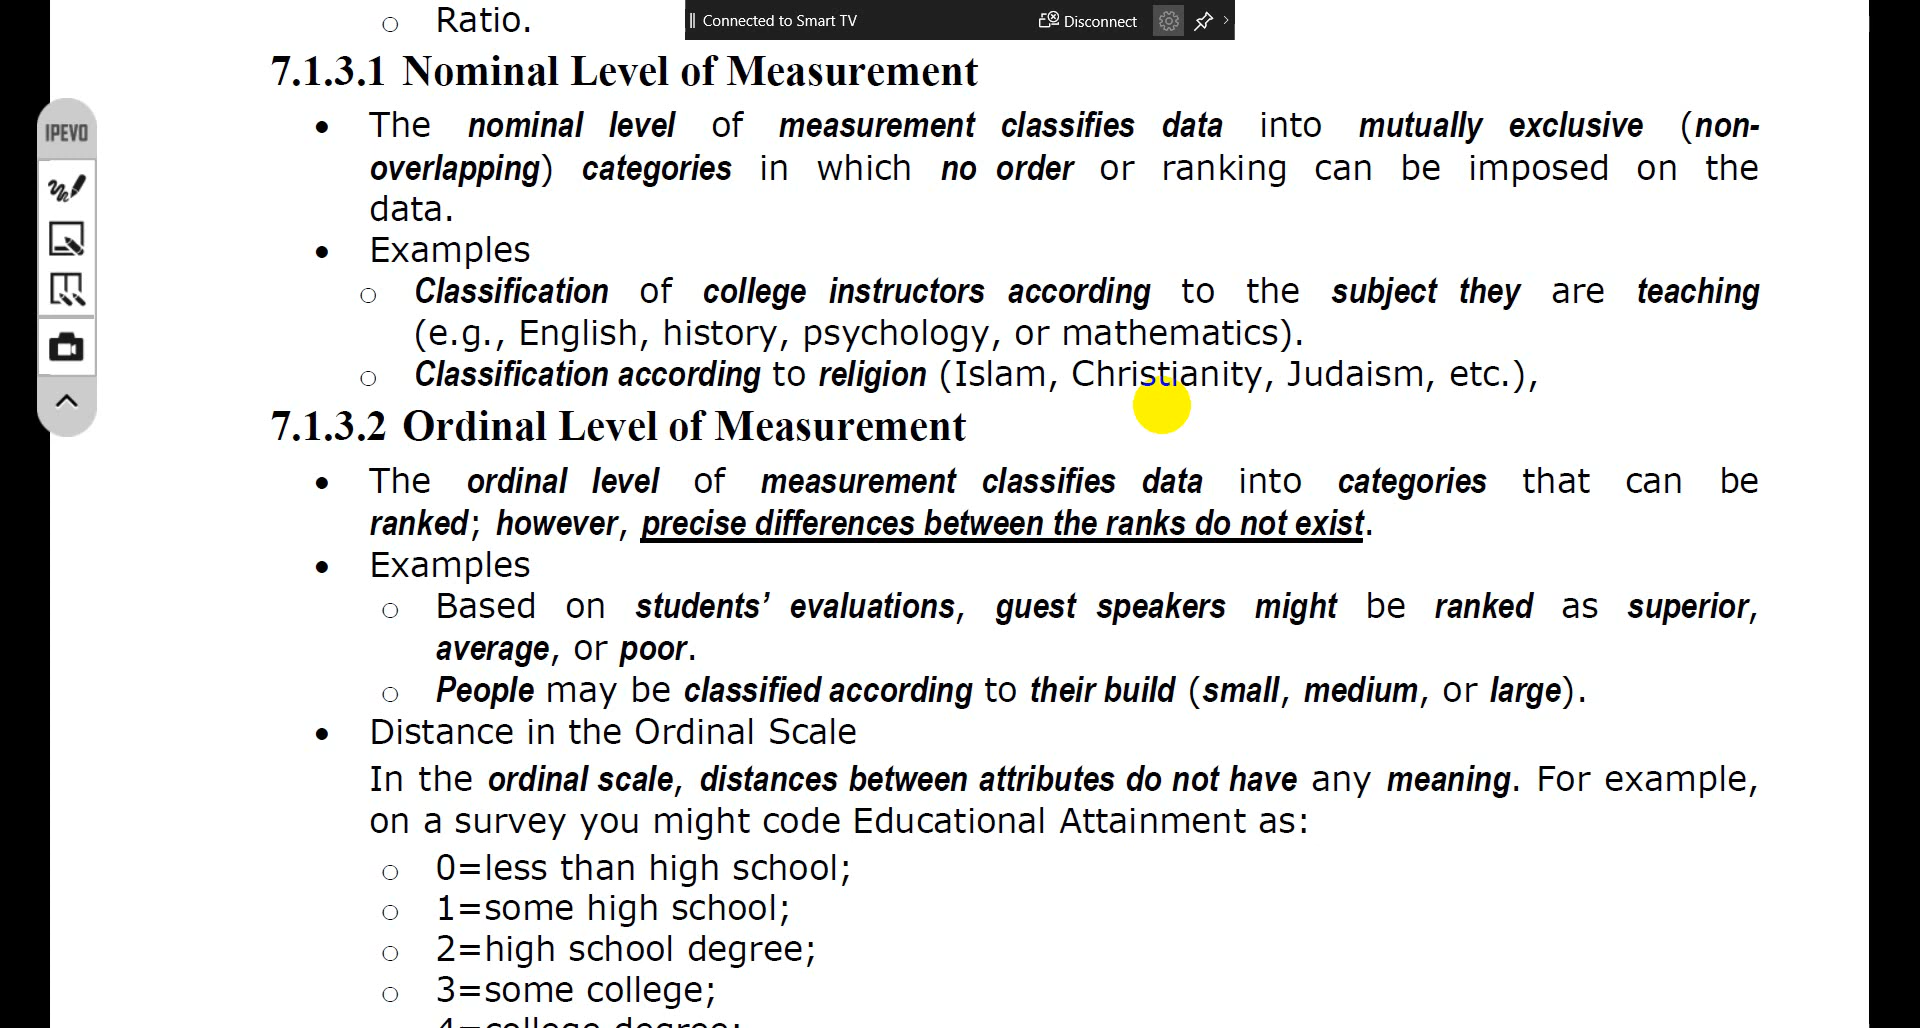 Ratio.
Connected to Smart TV Disconnect
7.1.3.1 Nominal Level of Measurement
IPEVO
• The nominal level of measurement classifies data into mutually exclusive (non-
overlapping) categories in which no order or ranking can be imposed on the
data.
• Examples
○ Classification of college instructors according to the subject they are teaching
(e.g., English, history, psychology, or mathematics).
○ Classification according to religion (Islam, Christianity, Judaism, etc.),
7.1.3.2 Ordinal Level of Measurement
• The ordinal level of measurement classifies data into categories that can be
ranked; however, precise differences between the ranks do not exist.
• Examples
○ Based on students’ evaluations, guest speakers might be ranked as superior,
average, or poor.
○ People may be classified according to their build (small, medium, or large).
• Distance in the Ordinal Scale
In the ordinal scale, distances between attributes do not have any meaning. For example,
on a survey you might code Educational Attainment as:
○ 0=less than high school;
○ 1=some high school;
○ 2=high school degree;
○ 3=some college;
4=college degree;